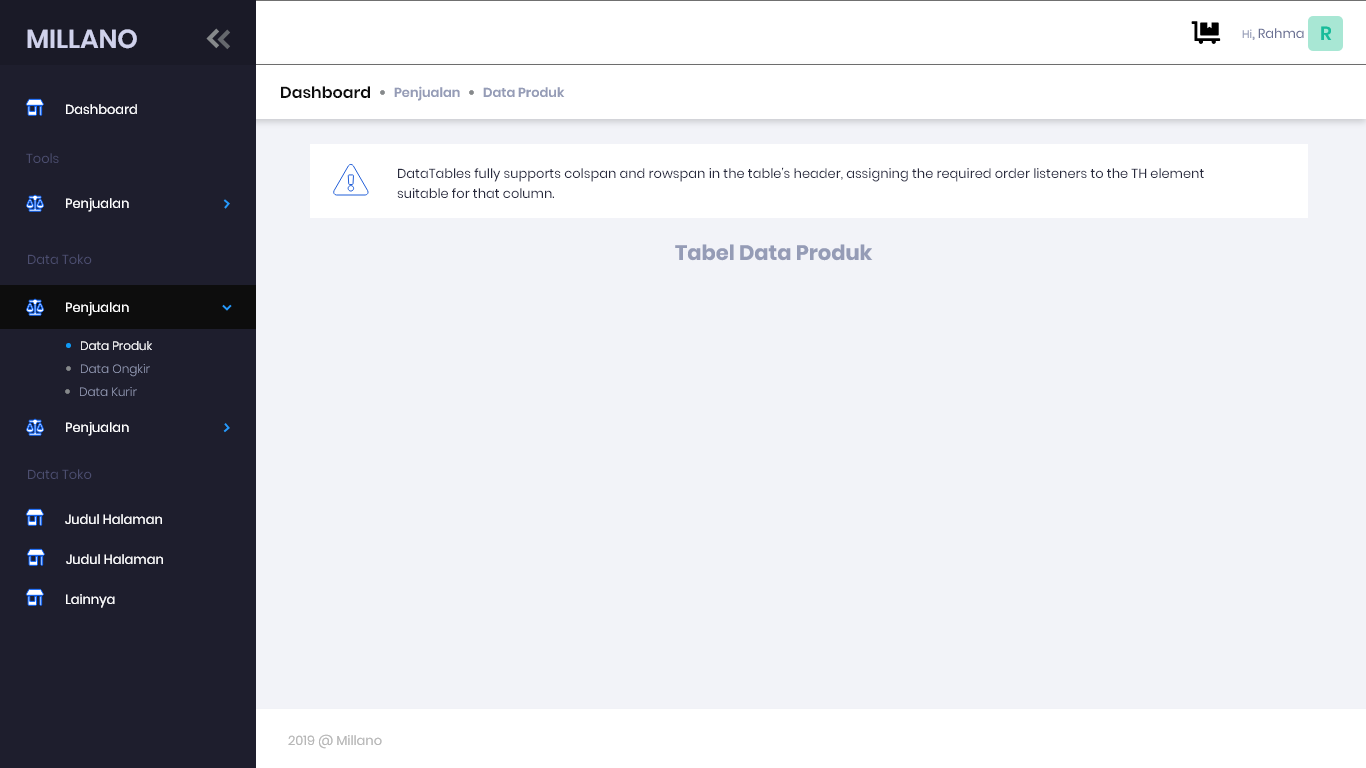 MILLANO
Hi, Rahma R
Dashboard • Penjualan • Data Produk
Dashboard
Tools
Penjualan
Data Toko
Penjualan
• Data Produk
• Data Ongkir
• Data Kurir
Penjualan
Data Toko
Judul Halaman
Judul Halaman
Lainnya
DataTables fully supports colspan and rowspan in the table's header, assigning the required order listeners to the TH element
suitable for that column.
Tabel Data Produk
2019 @ Millano